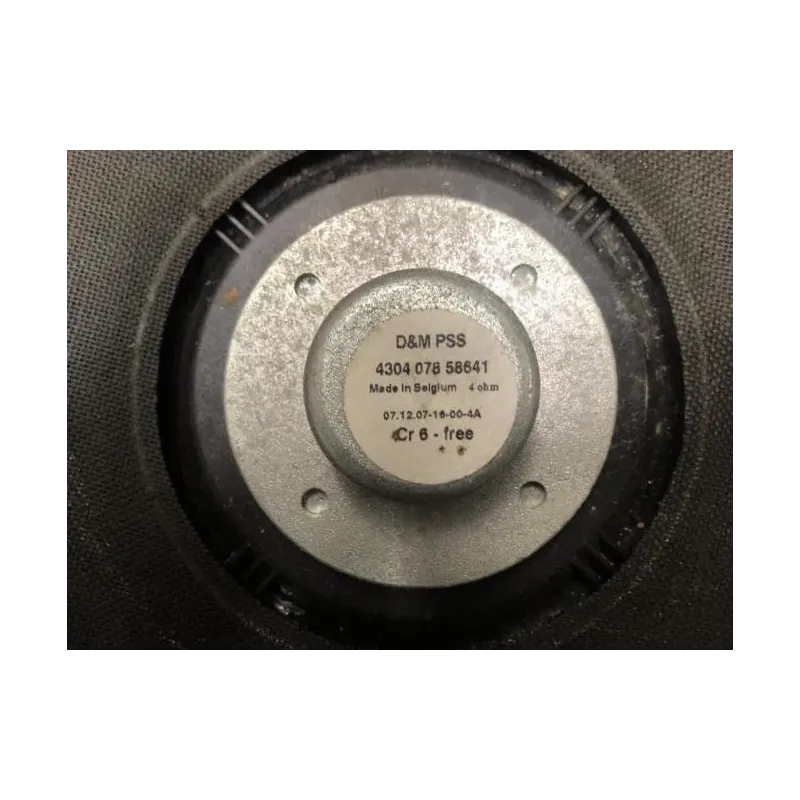 D&M PSS
4304 078 58641
Made in Belgium 4 ohm
07.12.07-16-00-4A
Cr 6 - free